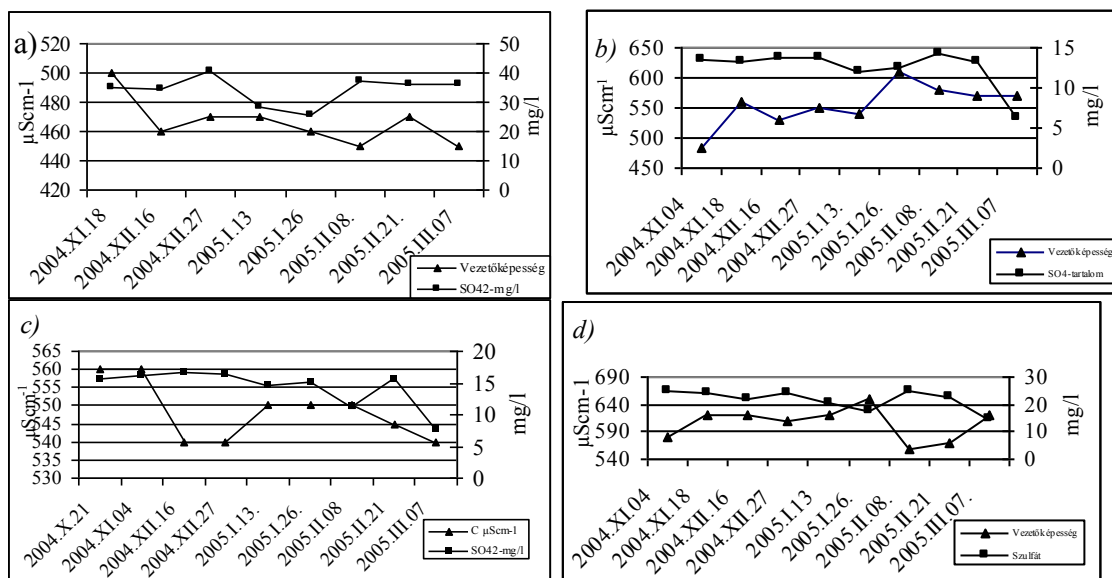 a)
µScm-1
520
500
480
460
440
420
50
40
30
20
10
0
mg/l
2004.XI.18
2004.XII.16
2004.XII.27
2005.I.13
2005.I.26
2005.II.08.
2005.II.21.
2005.III.07
Vezetőképesség
SO42-mg/l
b)
µScm-1
650
600
550
500
450
15
10
5
0
mg/l
2004.XI.04
2004.XI.18
2004.XII.16
2004.XII.27
2005.I.13.
2005.I.26.
2005.II.08.
2005.II.21
2005.III.07
Vezetőképesség
SO4-tartalom
c)
µScm-1
565
560
555
550
545
540
535
530
20
15
10
5
0
mg/l
2004.X.21
2004.XI.04
2004.XII.16
2004.XII.27
2005.I.13.
2005.I.26.
2005.II.08
2005.II.21
2005.III.07
C µScm-1
SO42-mg/l
d)
µScm-1
690
640
590
540
30
20
10
0
mg/l
2004.XI.04
2004.XI.18
2004.XII.16
2004.XII.27
2005.I.13
2005.I.26.
2005.II.08.
2005.II.21
2005.III.07.
Vezetőképesség
Szulfát